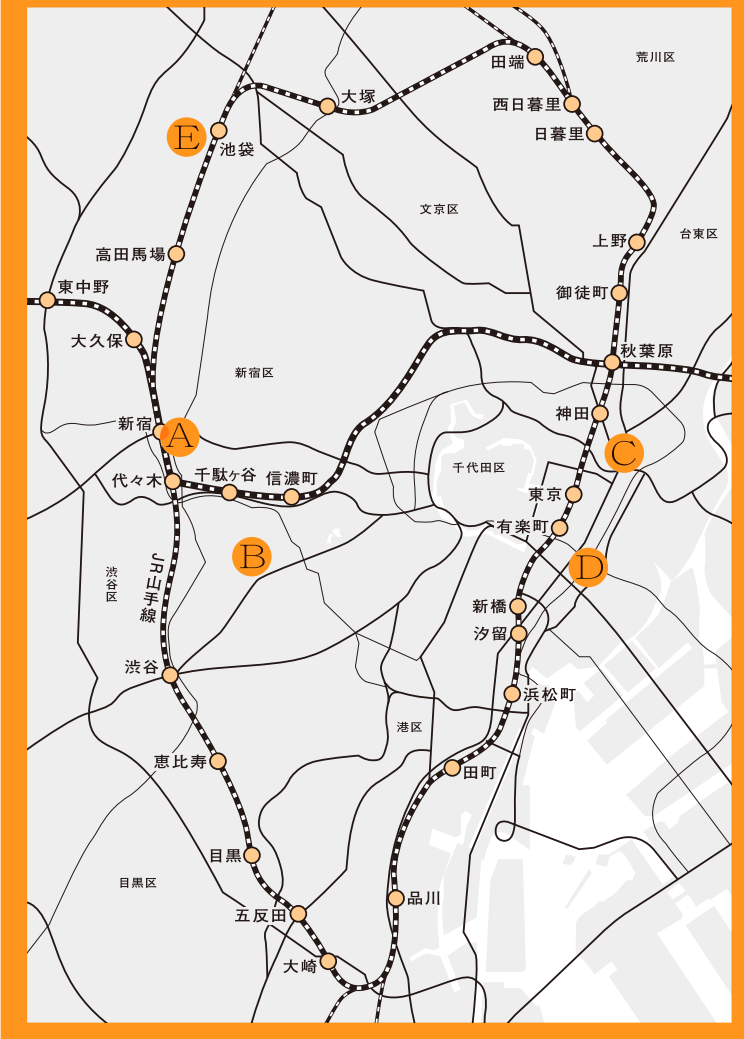 荒川区
田端
大塚
西日暮里
日暮里
E
池袋
文京区
台東区
上野
高田馬場
東中野
御徒町
大久保
秋葉原
新宿区
神田
新宿
A
C
千代田区
千駄ヶ谷
信濃町
代々木
東京
有楽町
B
D
渋谷区
JR山手線
新橋
汐留
渋谷
浜松町
港区
恵比寿
田町
目黒
目黒区
品川
五反田
大崎